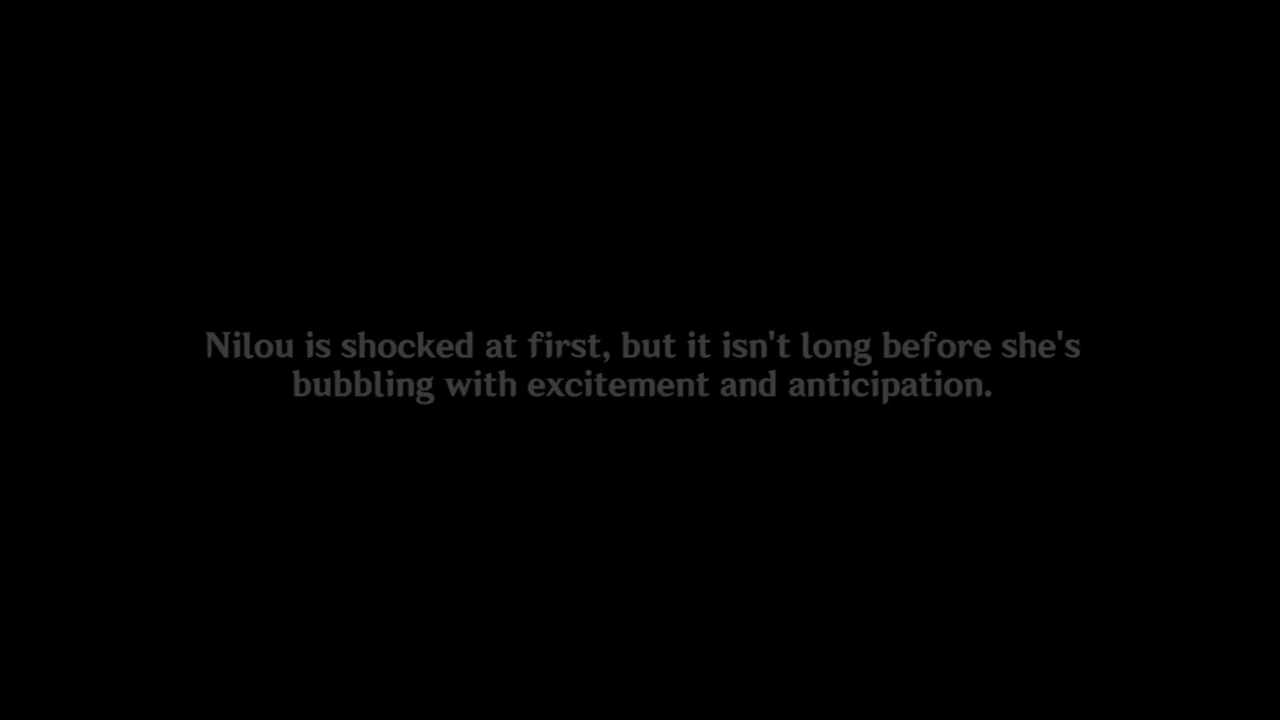 Nilou is shocked at first, but it isn't long before she's
bubbling with excitement and anticipation.